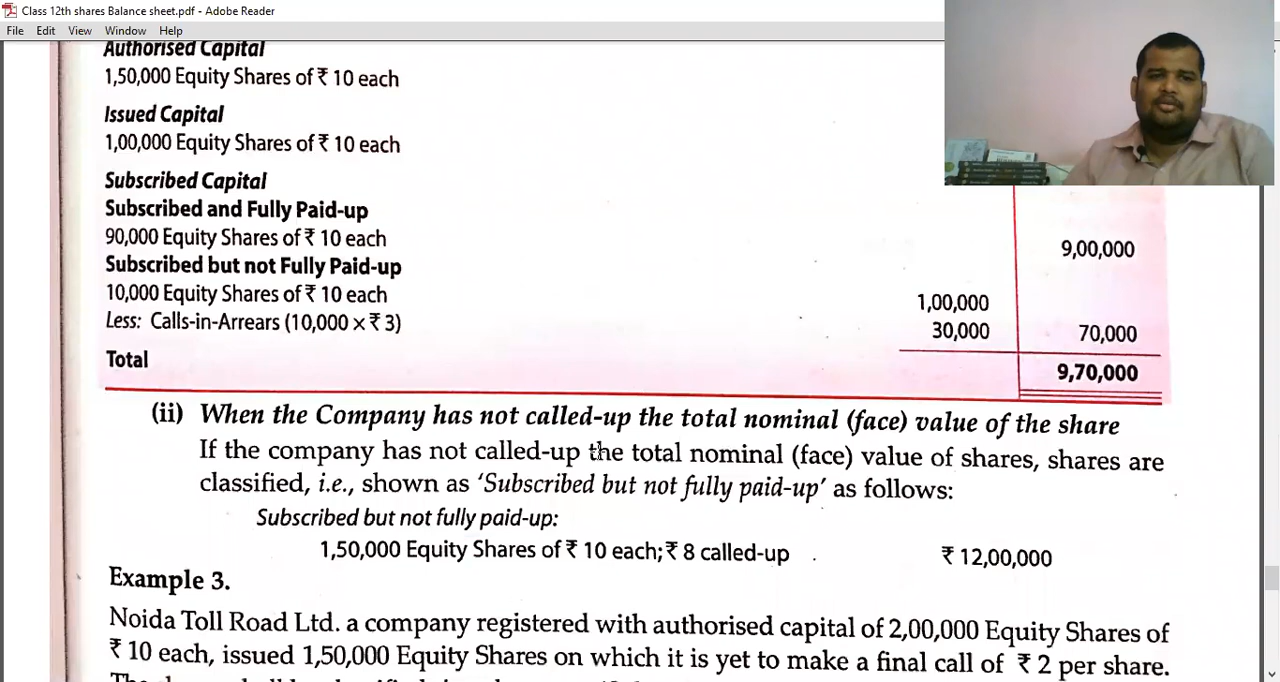 Class 12th shares Balance sheet.pdf - Adobe Reader
File Edit View Window Help
Authorised Capital
1,50,000 Equity Shares of ₹ 10 each
Issued Capital
1,00,000 Equity Shares of ₹ 10 each
Subscribed Capital
Subscribed and Fully Paid-up
90,000 Equity Shares of ₹ 10 each 9,00,000
Subscribed but not Fully Paid-up
10,000 Equity Shares of ₹ 10 each 1,00,000
Less: Calls-in-Arrears (10,000 × ₹ 3) 30,000 70,000
Total 9,70,000
(ii) When the Company has not called-up the total nominal (face) value of the share
If the company has not called-up the total nominal (face) value of shares, shares are
classified, i.e., shown as ‘Subscribed but not fully paid-up’ as follows:
Subscribed but not fully paid-up:
1,50,000 Equity Shares of ₹ 10 each; ₹ 8 called-up ₹ 12,00,000
Example 3.
Noida Toll Road Ltd. a company registered with authorised capital of 2,00,000 Equity Shares of
₹ 10 each, issued 1,50,000 Equity Shares on which it is yet to make a final call of ₹ 2 per share.